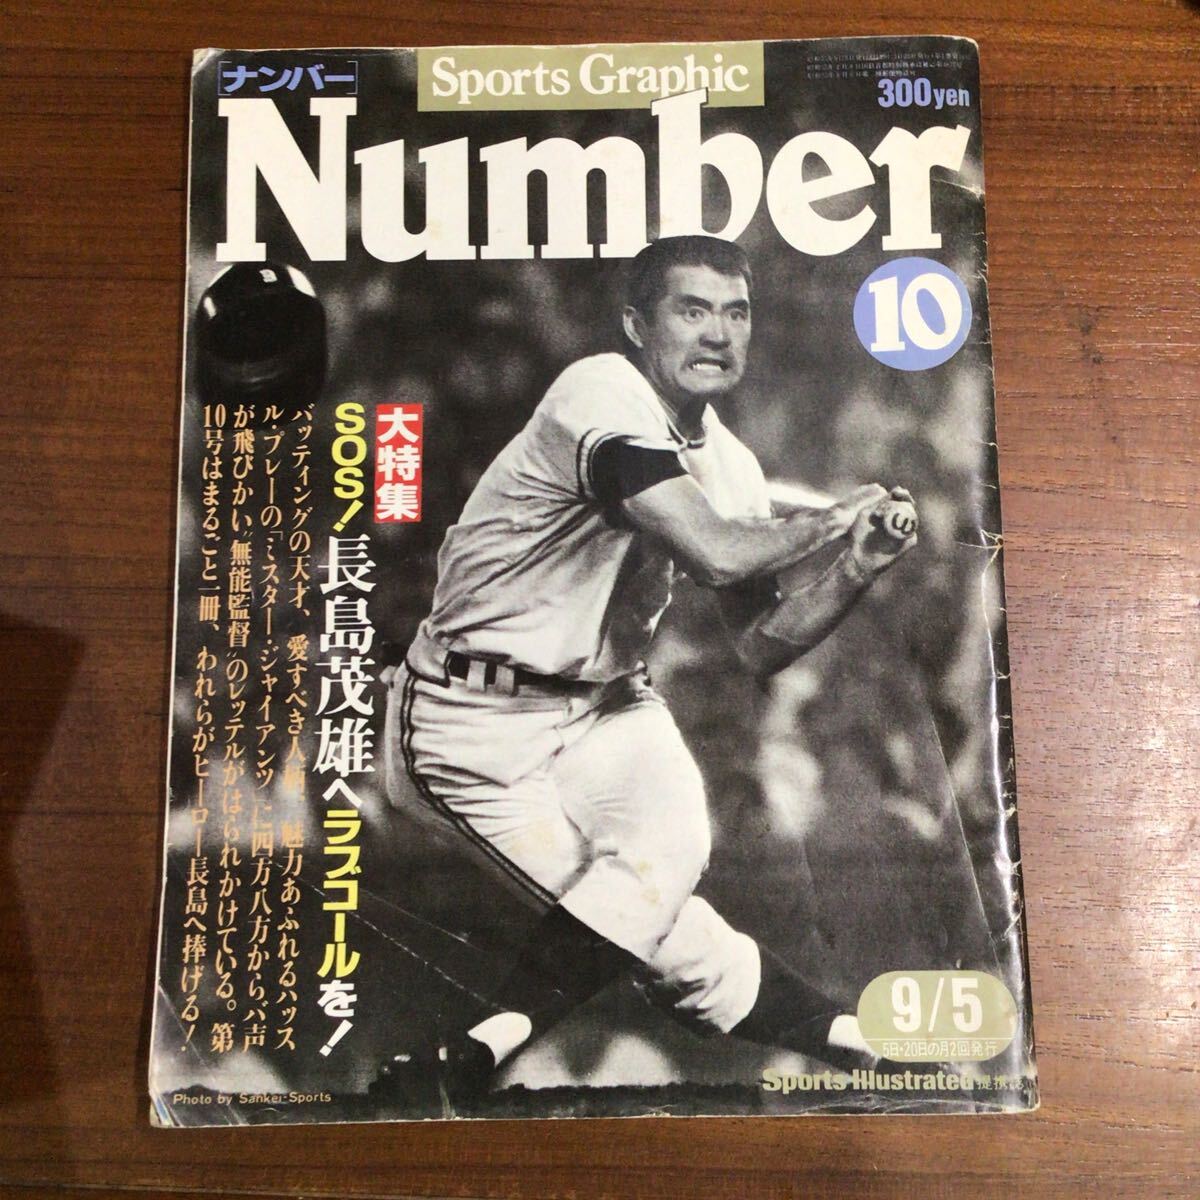 [ナンバー]
Sports Graphic
300yen
Number
10
大特集
SOS!長島茂雄へラブコールを!
バッティングの天才、愛すべき人柄、魅力あふれるハッス
ル・プレーの「ミスター・ジャイアンツ」に四方八方からバ声
が飛びかい〝無能監督〟のレッテルがはられかけている。第
10号はまるごと一冊、われらがヒーロー長島へ捧げる!
9/5
5日・20日の月2回発行
Sports Illustrated提携誌
Photo by Sankei-Sports